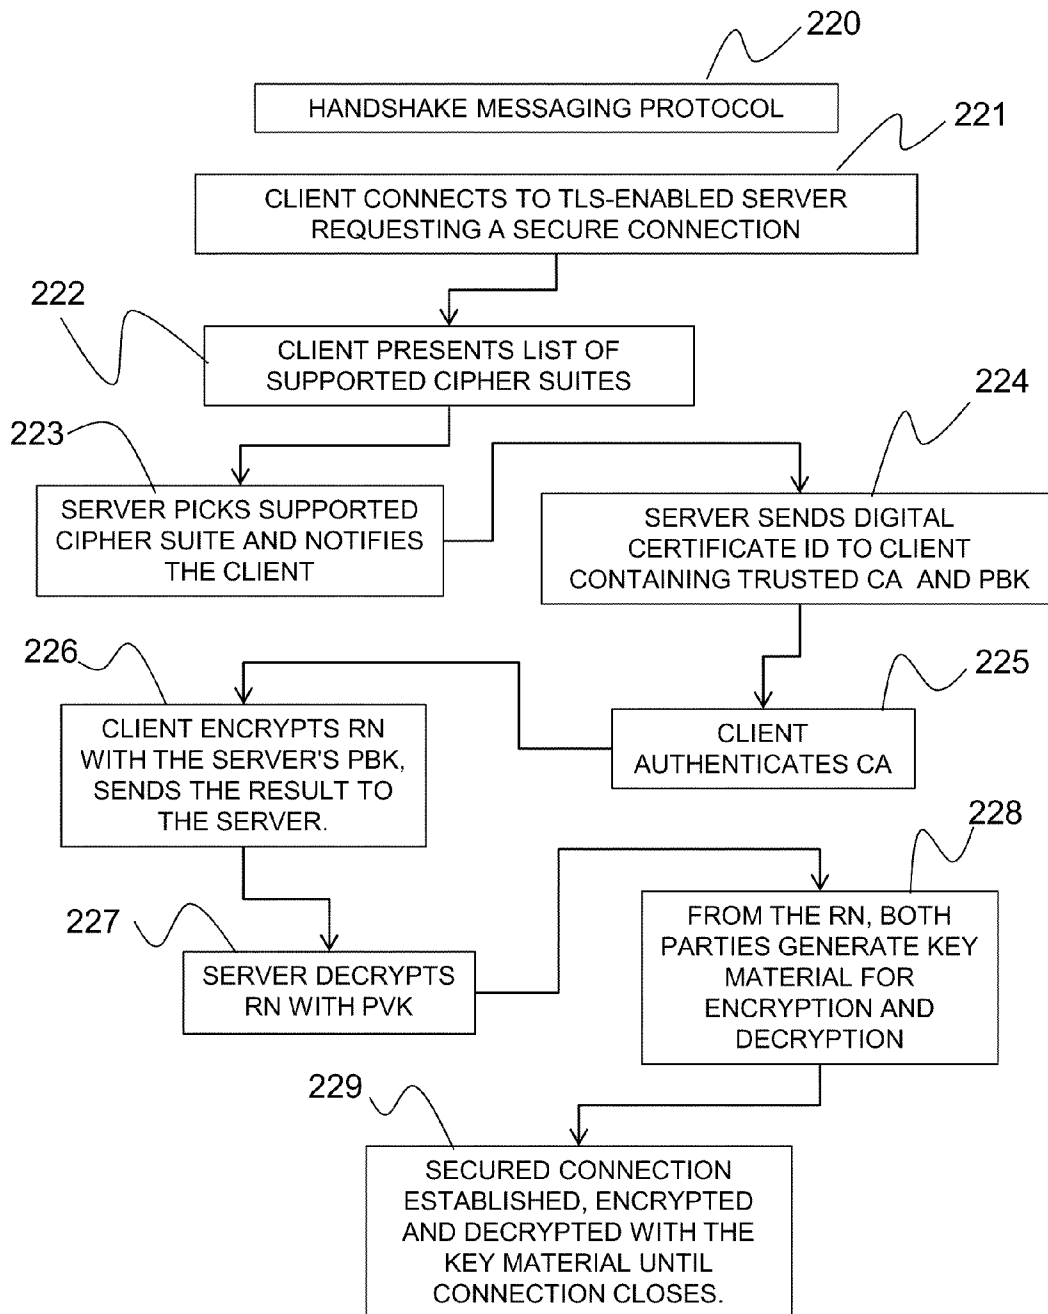 220
HANDSHAKE MESSAGING PROTOCOL
221
CLIENT CONNECTS TO TLS-ENABLED SERVER
REQUESTING A SECURE CONNECTION
222
CLIENT PRESENTS LIST OF
SUPPORTED CIPHER SUITES
223
SERVER PICKS SUPPORTED
CIPHER SUITE AND NOTIFIES
THE CLIENT
224
SERVER SENDS DIGITAL
CERTIFICATE ID TO CLIENT
CONTAINING TRUSTED CA AND PBK
225
CLIENT
AUTHENTICATES CA
226
CLIENT ENCRYPTS RN
WITH THE SERVER'S PBK,
SENDS THE RESULT TO
THE SERVER.
227
SERVER DECRYPTS
RN WITH PVK
228
FROM THE RN, BOTH
PARTIES GENERATE KEY
MATERIAL FOR
ENCRYPTION AND
DECRYPTION
229
SECURED CONNECTION
ESTABLISHED, ENCRYPTED
AND DECRYPTED WITH THE
KEY MATERIAL UNTIL
CONNECTION CLOSES.